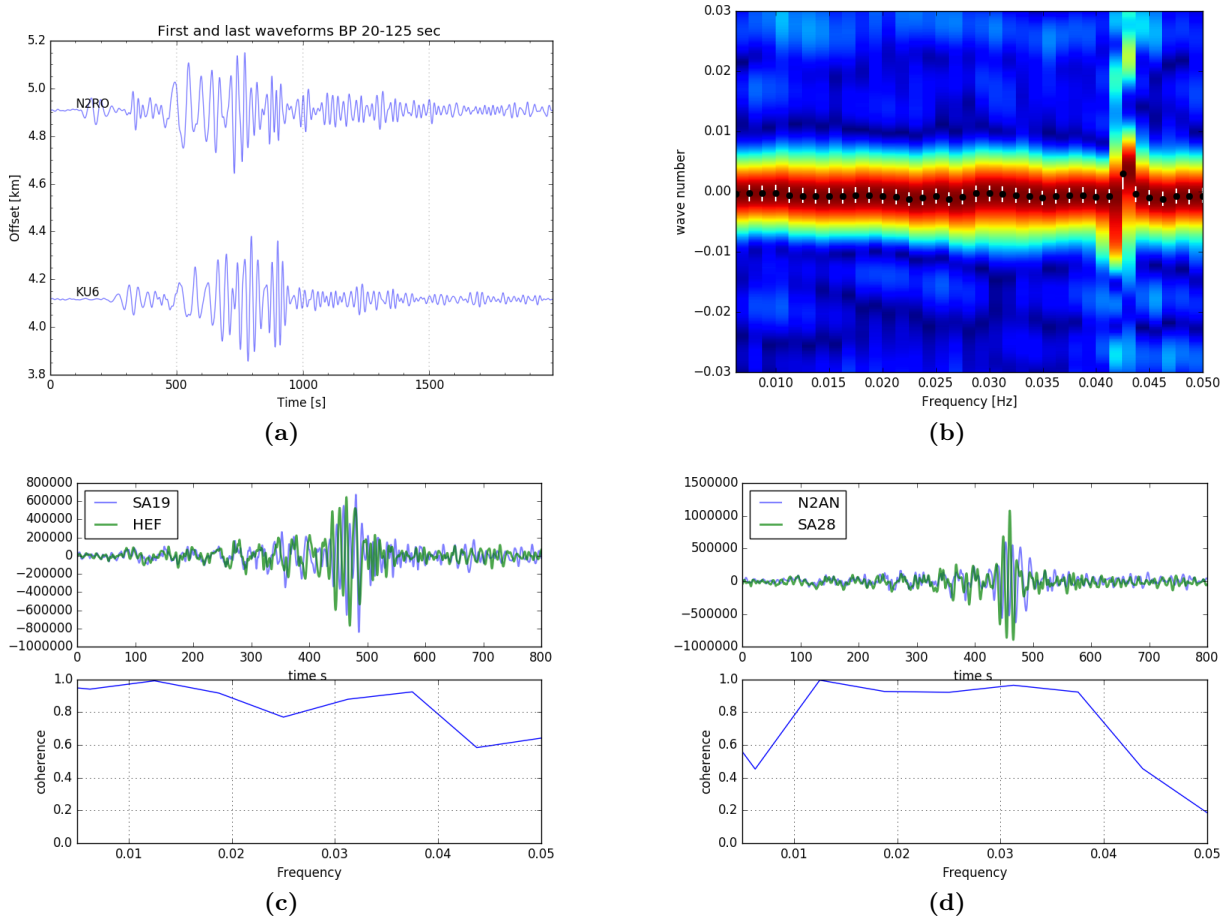 First and last waveforms BP 20-125 sec
5.2
5.0
4.8
4.6
4.4
4.2
4.0
3.8
Offset [km]
N2RO
KU6
0 500 1000 1500
Time [s]
(a)
0.03
0.02
0.01
0.00
−0.01
−0.02
−0.03
wave number
0.010 0.015 0.020 0.025 0.030 0.035 0.040 0.045 0.050
Frequency [Hz]
(b)
800000
600000
400000
200000
0
−200000
−400000
−600000
−800000
−1000000
SA19
HEF
0 100 200 300 400 500 600 700 800
time s
1.0
0.8
0.6
0.4
0.2
0.0
coherence
0.01 0.02 0.03 0.04 0.05
Frequency
(c)
1500000
1000000
500000
0
−500000
−1000000
N2AN
SA28
0 100 200 300 400 500 600 700 800
time s
1.0
0.8
0.6
0.4
0.2
0.0
coherence
0.01 0.02 0.03 0.04 0.05
Frequency
(d)